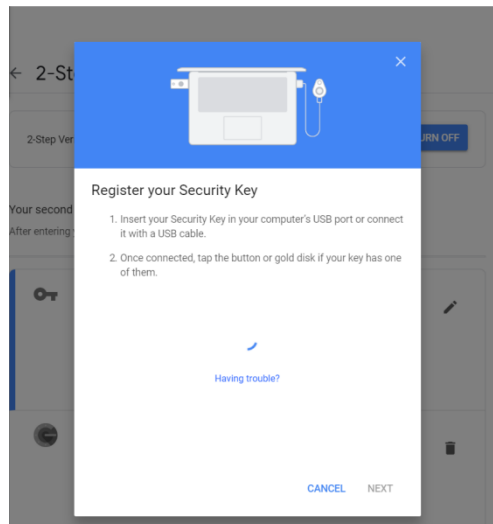 2-St
2-Step Ver
URN OFF
Your second
After entering
Register your Security Key
1. Insert your Security Key in your computer's USB port or connect
it with a USB cable.
2. Once connected, tap the button or gold disk if your key has one
of them.
Having trouble?
CANCEL NEXT